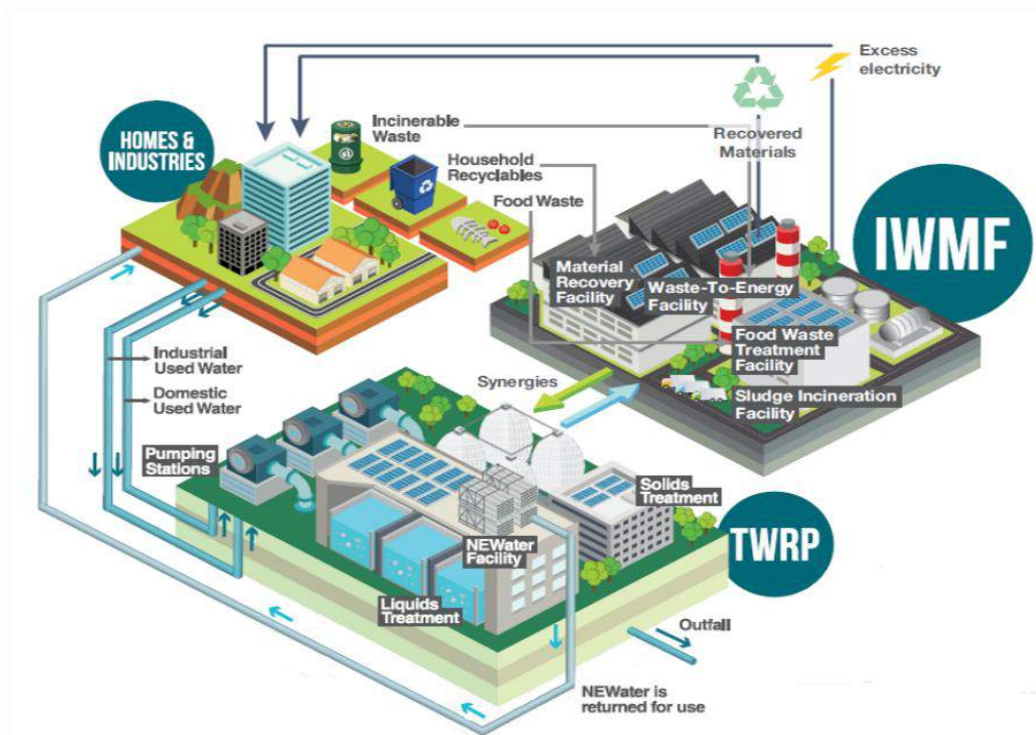 Excess
electricity
HOMES &
INDUSTRIES
Incinerable
Waste
Household
Recyclables
Food Waste
Recovered
Materials
IWMF
Material
Recovery
Facility
Waste-To-Energy
Facility
Food Waste
Treatment
Facility
Sludge Incineration
Facility
Synergies
Industrial
Used Water
Domestic
Used Water
Pumping
Stations
Solids
Treatment
NEWater
Facility
TWRP
Liquids
Treatment
Outfall
NEWater is
returned for use